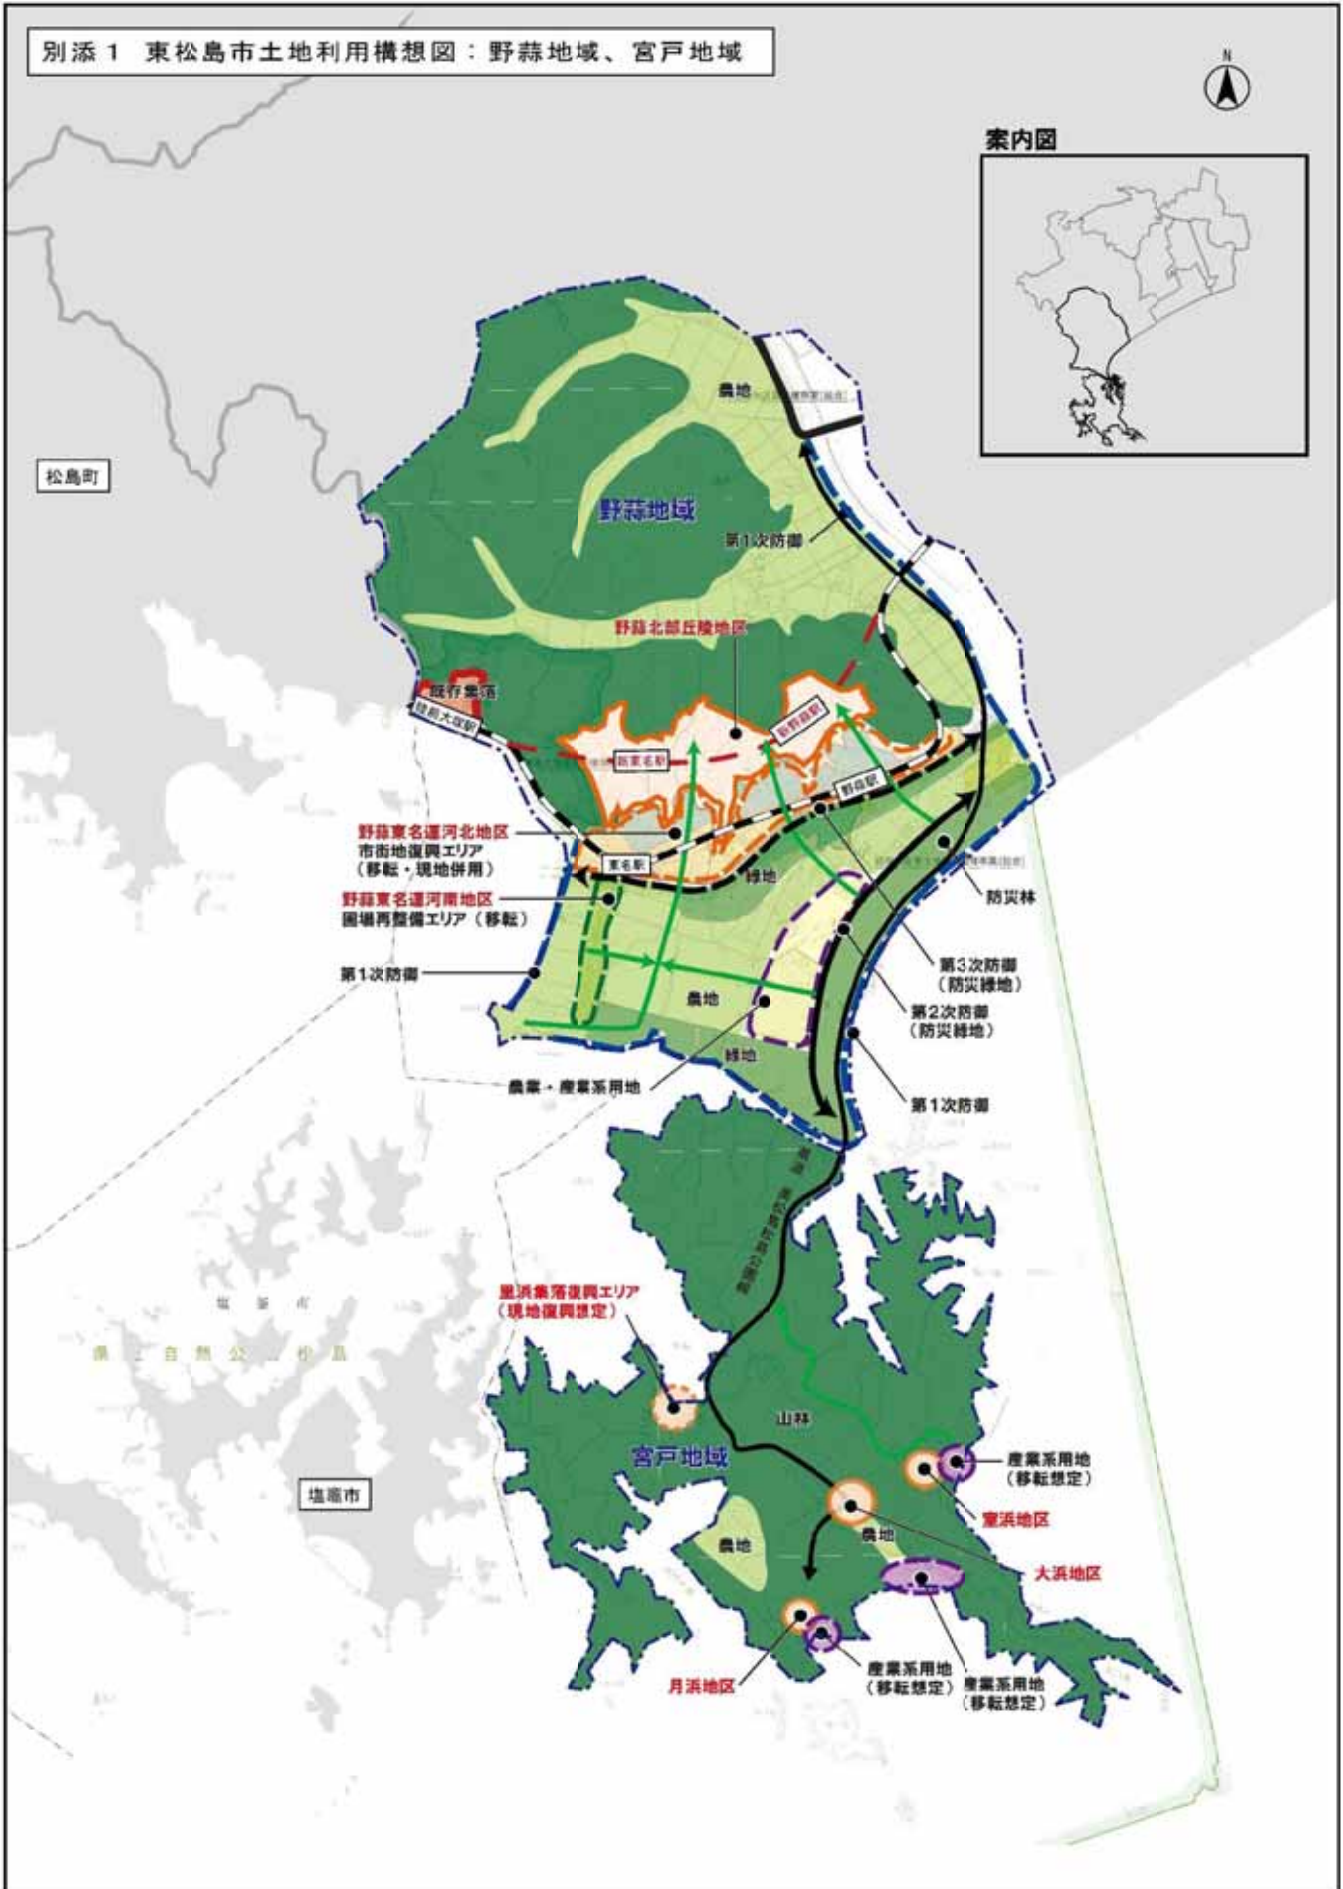 別添1 東松島市土地利用構想図：野蒜地域、宮戸地域
N
案内図
松島町
農地
野蒜地域
第1次防御
野蒜北部丘陵地区
既存集落
陸前大塚駅
新野蒜駅
新東名駅
野蒜駅
野蒜東名運河北地区
市街地復興エリア
（移転・現地併用）
東名駅
緑地
野蒜東名運河南地区
圃場再整備エリア（移転）
防災林
第1次防御
第3次防御
（防災緑地）
農地
第2次防御
（防災緑地）
緑地
農業・産業系用地
第1次防御
里浜集落復興エリア
（現地復興想定）
塩釜市
山林
宮戸地域
産業系用地
（移転想定）
塩竈市
室浜地区
農地
農地
大浜地区
月浜地区
産業系用地
（移転想定）
産業系用地
（移転想定）